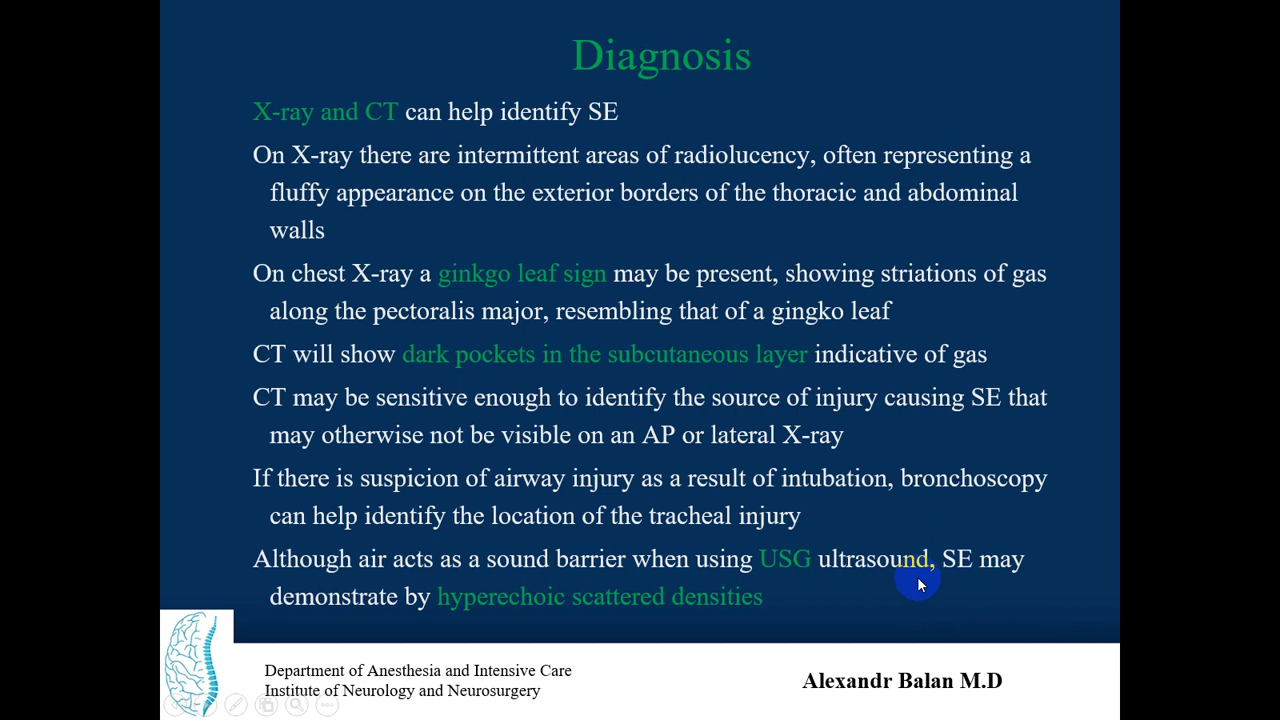 Diagnosis
X-ray and CT can help identify SE
On X-ray there are intermittent areas of radiolucency, often representing a
fluffy appearance on the exterior borders of the thoracic and abdominal
walls
On chest X-ray a ginkgo leaf sign may be present, showing striations of gas
along the pectoralis major, resembling that of a gingko leaf
CT will show dark pockets in the subcutaneous layer indicative of gas
CT may be sensitive enough to identify the source of injury causing SE that
may otherwise not be visible on an AP or lateral X-ray
If there is suspicion of airway injury as a result of intubation, bronchoscopy
can help identify the location of the tracheal injury
Although air acts as a sound barrier when using USG ultrasound, SE may
demonstrate by hyperechoic scattered densities
Department of Anesthesia and Intensive Care
Institute of Neurology and Neurosurgery
Alexandr Balan M.D